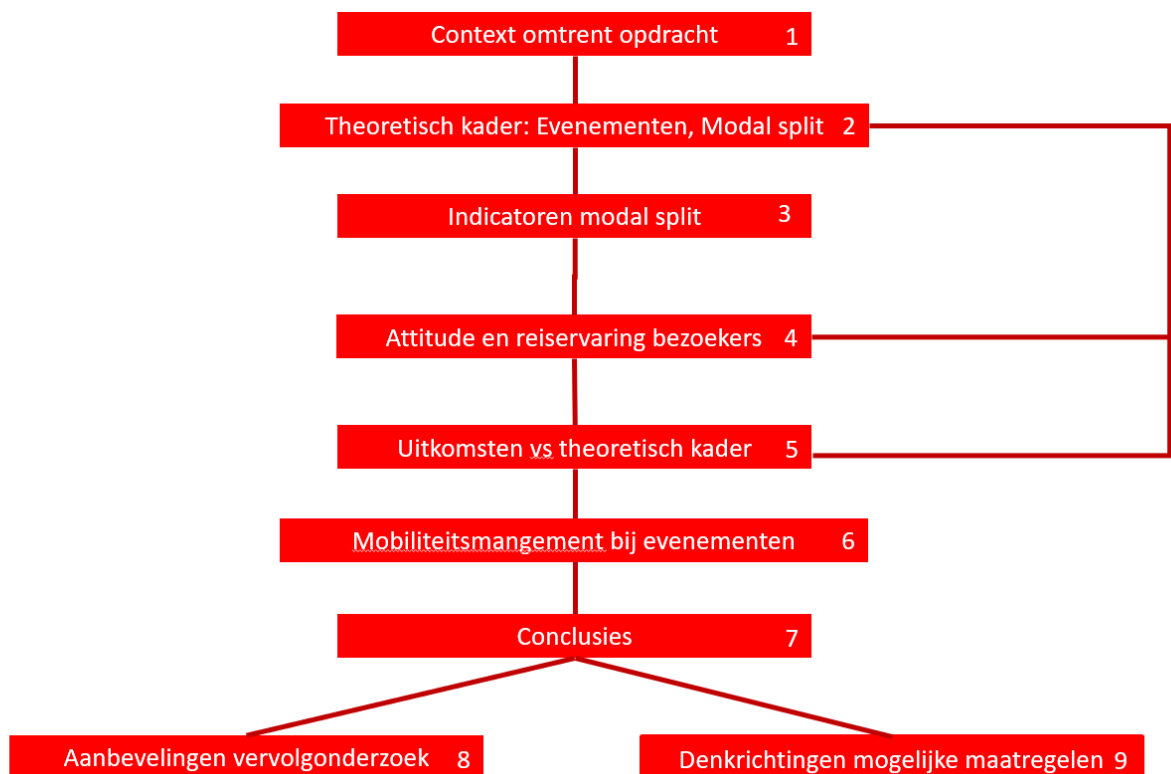 Context omtrent opdracht 1
Theoretisch kader: Evenementen, Modal split 2
Indicatoren modal split 3
Attitude en reiservaring bezoekers 4
Uitkomsten vs theoretisch kader 5
Mobiliteitsmangement bij evenementen 6
Conclusies 7
Aanbevelingen vervolgonderzoek 8
Denkrichtingen mogelijke maatregelen 9